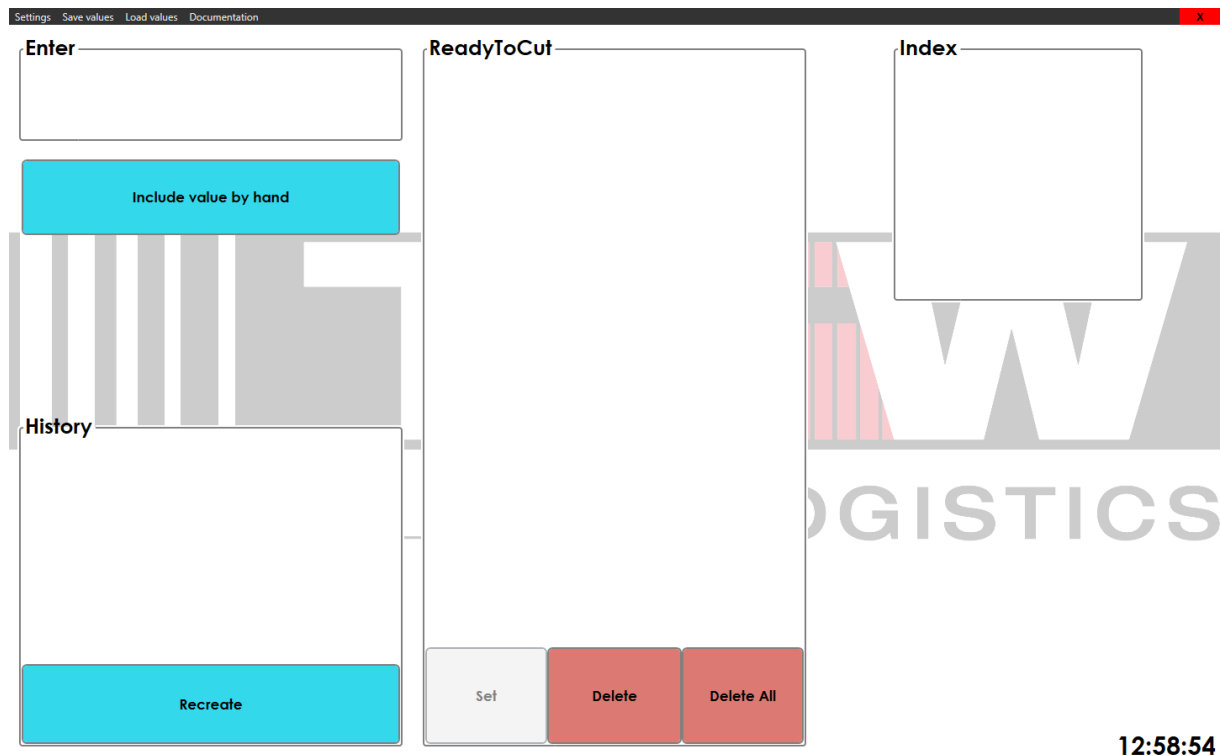 Settings Save values Load values Documentation X
Enter
Include value by hand
History
Recreate
ReadyToCut
Set Delete Delete All
Index
W
OGISTICS
12:58:54